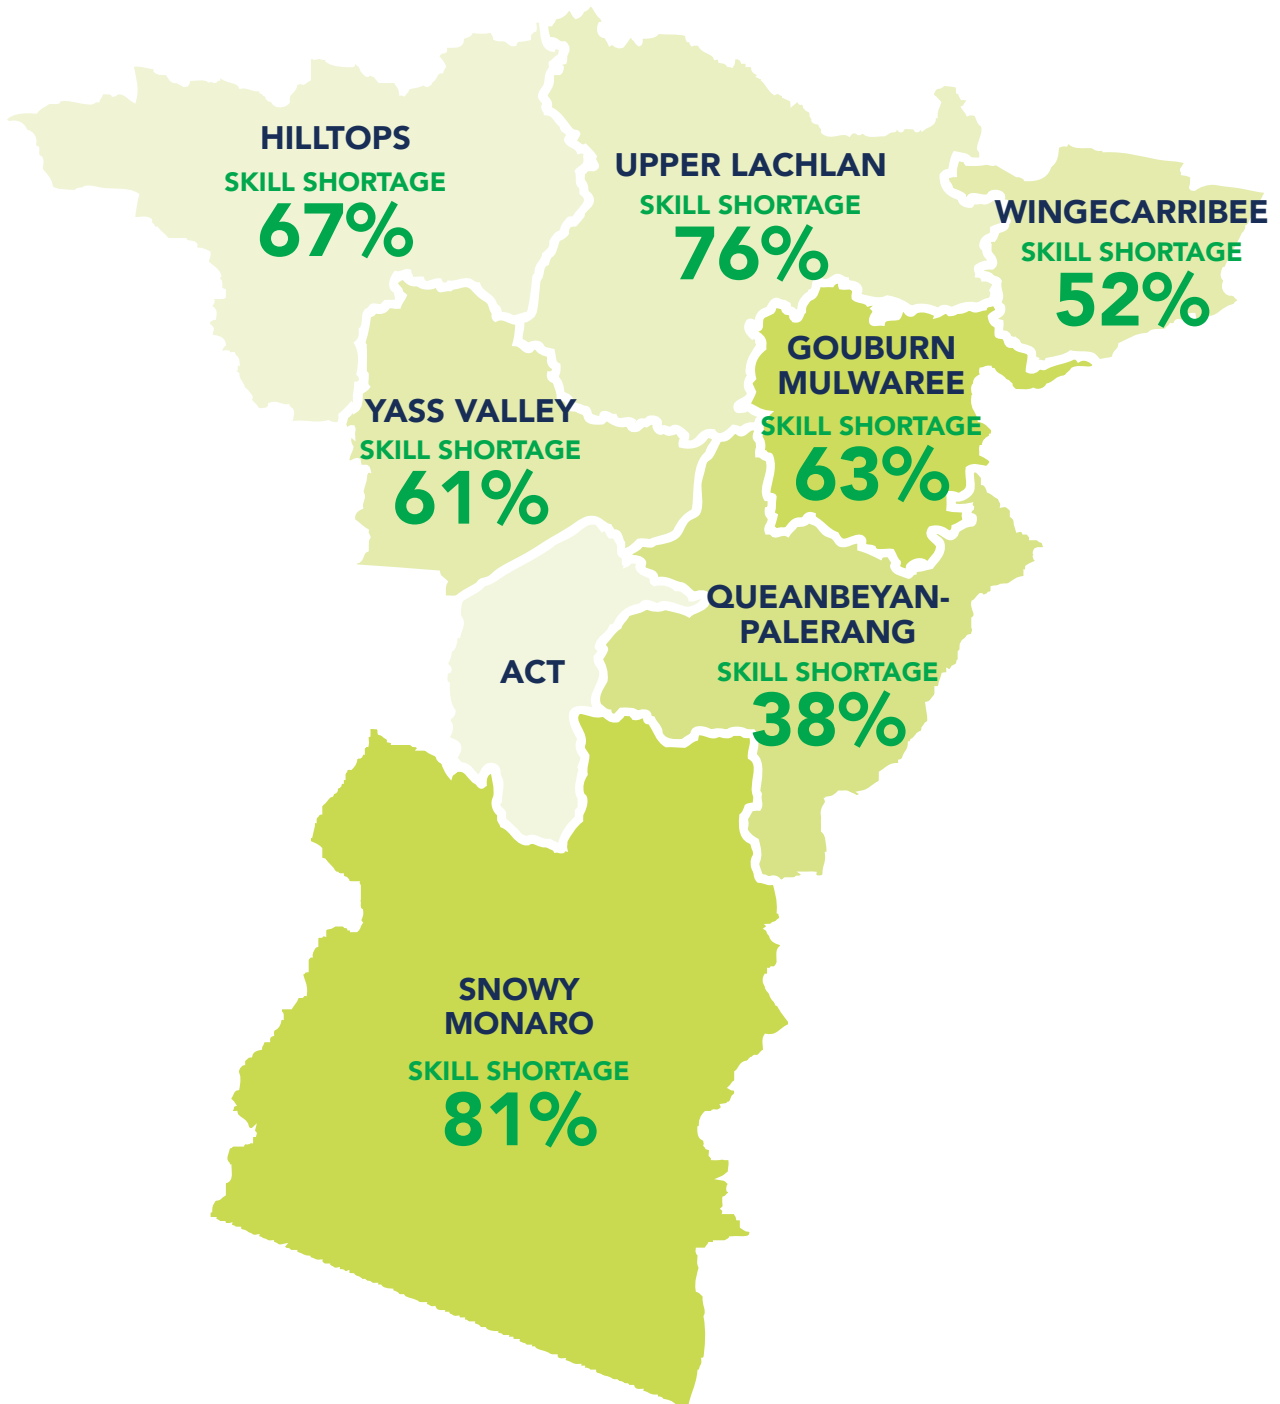 HILLTOPS
SKILL SHORTAGE
67%
UPPER LACHLAN
SKILL SHORTAGE
76%
WINGECARRIBEE
SKILL SHORTAGE
52%
GOUBURN
MULWAREE
SKILL SHORTAGE
63%
YASS VALLEY
SKILL SHORTAGE
61%
QUEANBEYAN-
PALERANG
SKILL SHORTAGE
38%
ACT
SNOWY
MONARO
SKILL SHORTAGE
81%